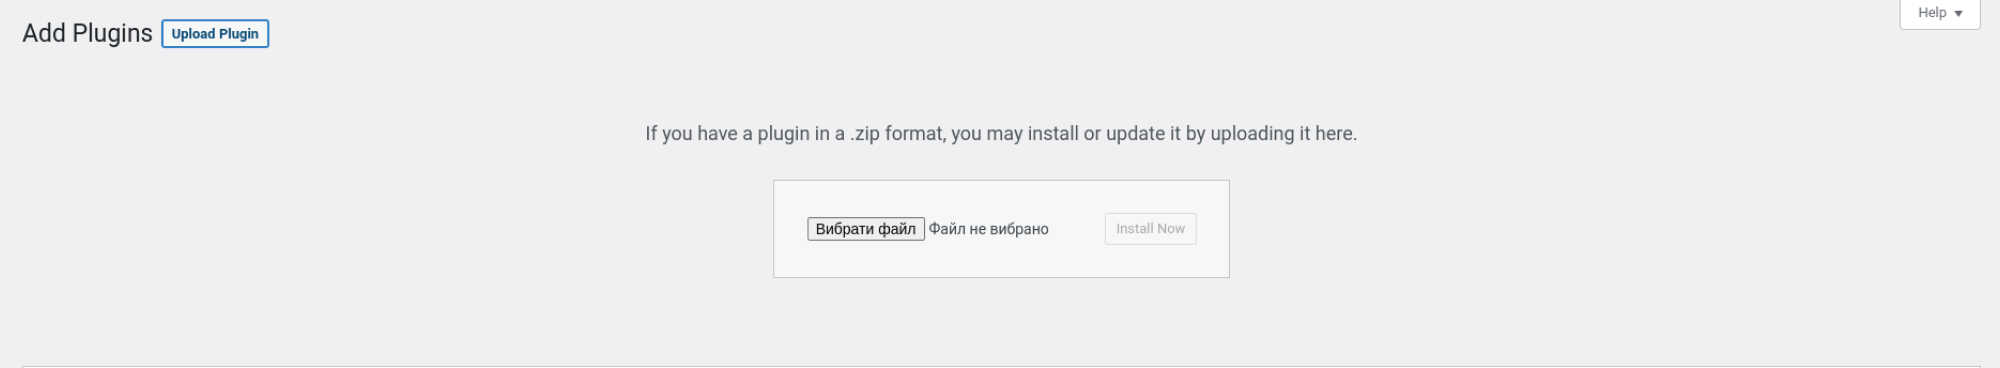 Add Plugins Upload Plugin
Help
If you have a plugin in a .zip format, you may install or update it by uploading it here.
Вибрати файл Файл не вибрано Install Now